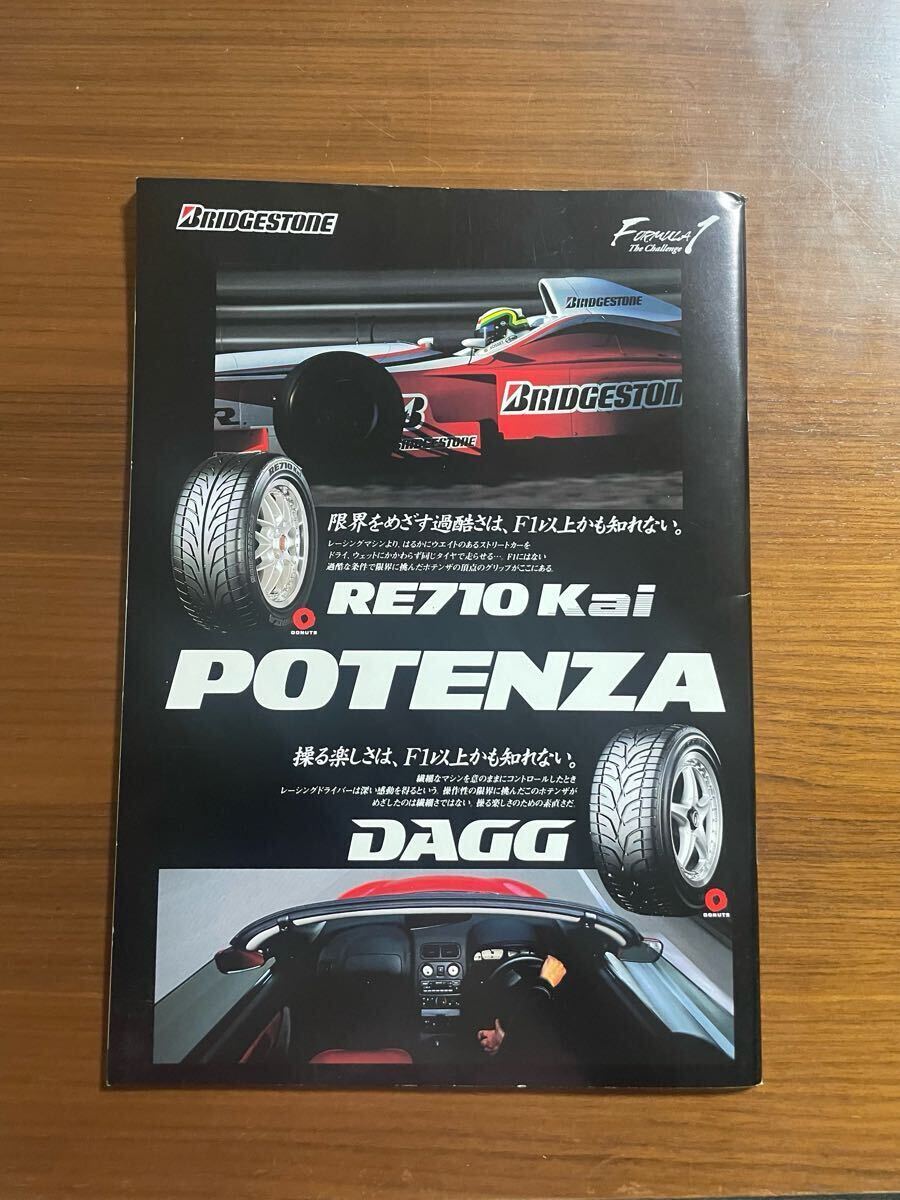 BRIDGESTONE
FORMULA 1
The Challenge
BRIDGESTONE
BRIDGESTON
BRIDGESTONE
RE710 Kai
限界をめざす過酷さは、F1以上かも知れない。
レーシングマシンより、はるかにウエイトのあるストリートカーを
ドライ、ウェットにかかわらず同じタイヤで走らせる…。F1にはない
過酷な条件で限界に挑んだポテンザの頂点のグリップがここにある。
DONUTS
RE710 Kai
POTENZA
操る楽しさは、F1以上かも知れない。
繊細なマシンを意のままにコントロールしたとき
レーシングドライバーは深い感動を得るという。操作性の限界に挑んだこのポテンザが
めざしたのは繊細さではない。操る楽しさのための素直さだ。
DAGG
DONUTS